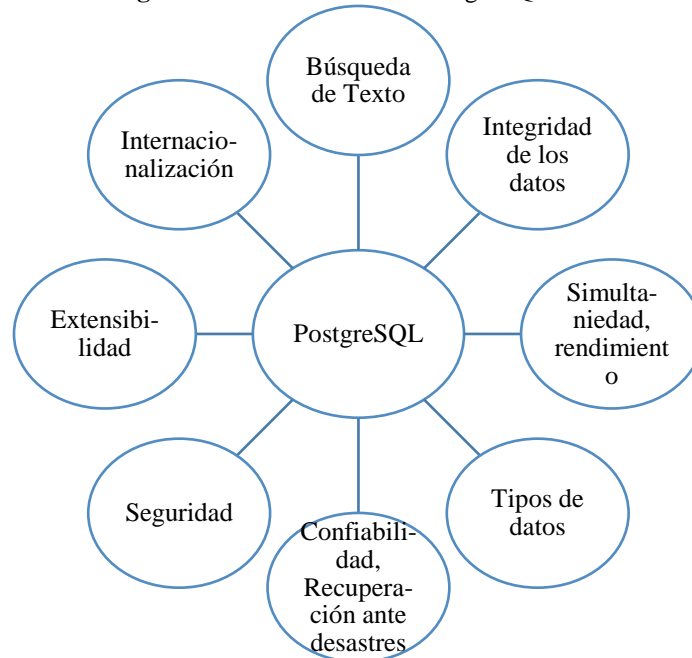 Búsqueda
de Texto
Integridad
de los
datos
Internacio-
nalización
Simulta-
niedad,
rendimient
o
Extensibi-
lidad
PostgreSQL
Tipos de
datos
Seguridad
Confiabili-
dad,
Recupera-
ción ante
desastres